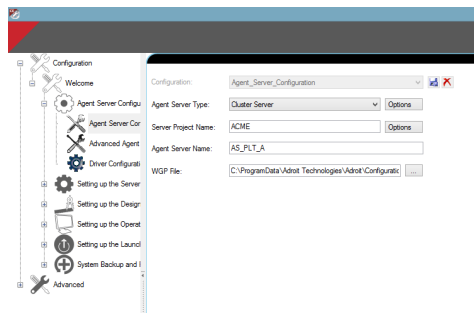 Configuration
Welcome
Agent Server Configu
Agent Server Cor
Advanced Agent
Driver Configurati
Setting up the Server
Setting up the Design
Setting up the Operat
Setting up the Launcl
System Backup and I
Advanced
Configuration: Agent_Server_Configuration
Agent Server Type: Cluster Server Options
Server Project Name: ACME Options
Agent Server Name: AS_PLT_A
WGP File: C:\ProgramData\Adroit Technologies\Adroit\Configuratic ...